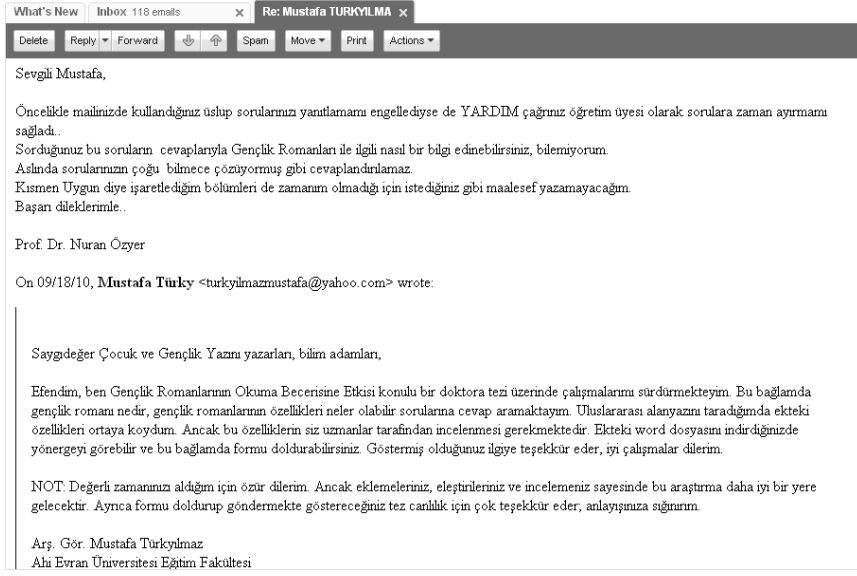 What's New Inbox 118 emails × Re: Mustafa TURKYILMA ×
Delete Reply Forward Spam Move Print Actions
Sevgili Mustafa,
Öncelikle mailinizde kullandığınız üslup sorularınızı yanıtlamamı engellediyse de YARDIM çağrınız öğretim üyesi olarak sorulara zaman ayırmamı
sağladı..
Sorduğunuz bu soruların cevaplarıyla Gençlik Romanları ile ilgili nasıl bir bilgi edinebilirsiniz, bilemiyorum.
Aslında sorularınızın çoğu bilmece çözüyormuş gibi cevaplandırılamaz.
Kısmen Uygun diye işaretlediğim bölümleri de zamanım olmadığı için istediğiniz gibi maalesef yazamayacağım.
Başarı dileklerimle..
Prof. Dr. Nuran Özyer
On 09/18/10, Mustafa Türky <turkyilmazmustafa@yahoo.com> wrote:
Saygıdeğer Çocuk ve Gençlik Yazını yazarları, bilim adamları,
Efendim, ben Gençlik Romanlarının Okuma Becerisine Etkisi konulu bir doktora tezi üzerinde çalışmalarımı sürdürmekteyim. Bu bağlamda
gençlik romanı nedir, gençlik romanlarının özellikleri neler olabilir sorularına cevap aramaktayım. Uluslararası alanyazını taradığımda ekteki
özellikleri ortaya koydum. Ancak bu özelliklerin siz uzmanlar tarafından incelenmesi gerekmektedir. Ekteki word dosyasını indirdiğinizde
yönergeyi görebilir ve bu bağlamda formu doldurabilirsiniz. Göstermiş olduğunuz ilgiye teşekkür eder, iyi çalışmalar dilerim.
NOT: Değerli zamanınızı aldığım için özür dilerim. Ancak eklemeleriniz, eleştirileriniz ve incelemeniz sayesinde bu araştırma daha iyi bir yere
gelecektir. Ayrıca formu doldurup göndermekte göstereceğiniz tez canlılık için çok teşekkür eder; anlayışınıza sığınırım.
Arş. Gör. Mustafa Türkyılmaz
Ahi Evran Üniversitesi Eğitim Fakültesi